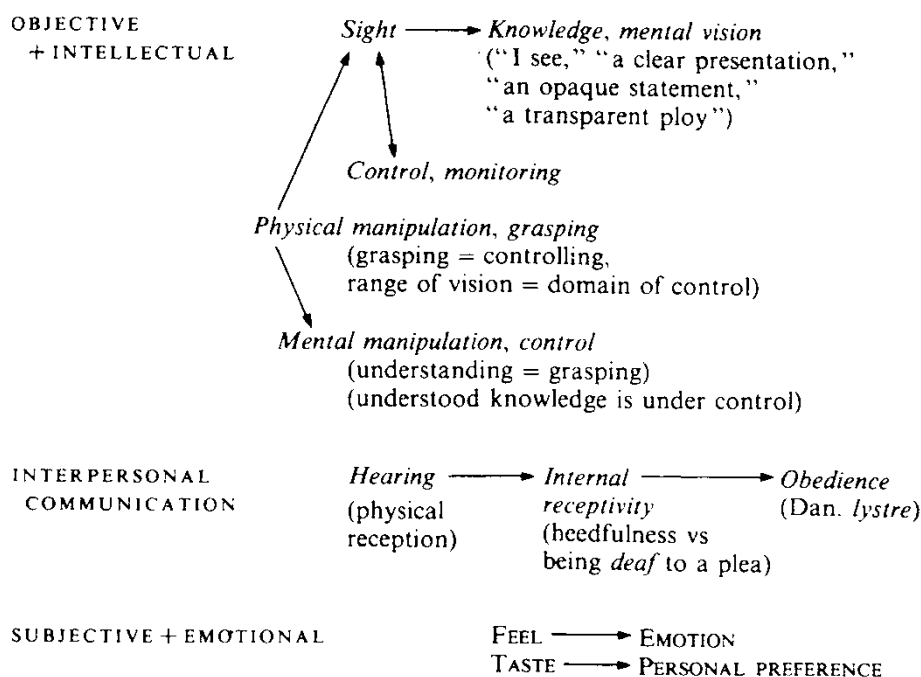 OBJECTIVE Sight Knowledge, mental vision
+ INTELLECTUAL (“I see,” “a clear presentation,”
“an opaque statement,”
“a transparent ploy”)
Control, monitoring
Physical manipulation, grasping
(grasping = controlling,
range of vision = domain of control)
Mental manipulation, control
(understanding = grasping)
(understood knowledge is under control)
INTERPERSONAL Hearing Internal Obedience
COMMUNICATION (physical receptivity (Dan. lystre)
reception) (heedfulness vs
being deaf to a plea)
SUBJECTIVE + EMOTIONAL FEEL EMOTION
TASTE PERSONAL PREFERENCE